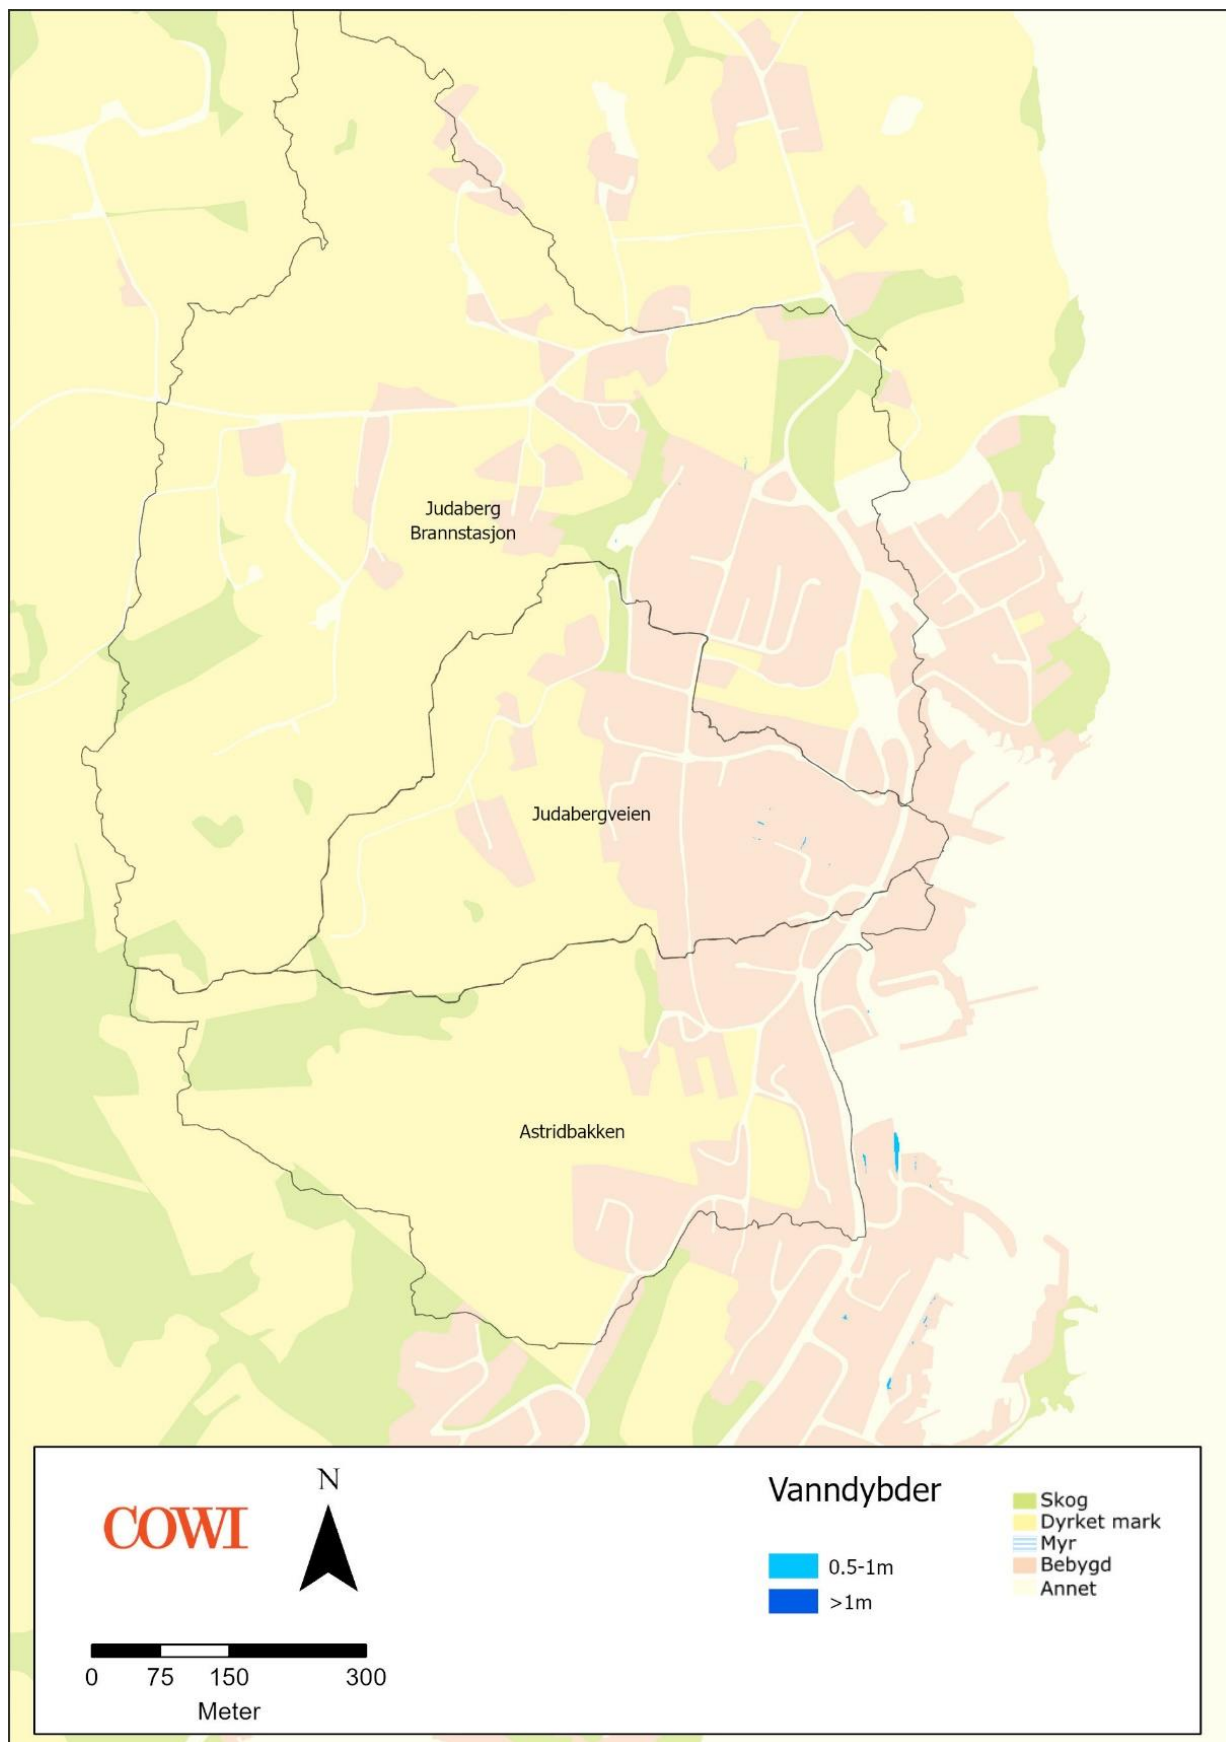 Judaberg
Brannstasjon
Judabergveien
Astridbakken
COWI
N
0 75 150 300
Meter
Vanndybder
0.5-1m
>1m
Skog
Dyrket mark
Myr
Bebygd
Annet